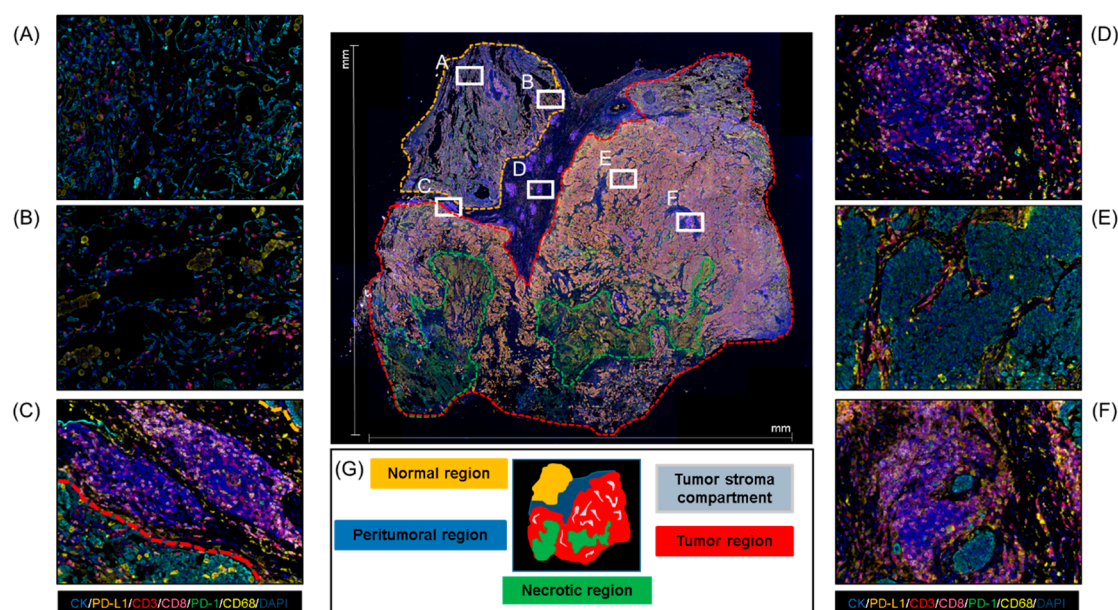 (A)
(B)
(C)
CK/PD-L1/CD3/CD8/PD-1/CD68/DAPI
mm
A
B
C
D
E
F
mm
(G)
Normal region
Peritumoral region
Necrotic region
Tumor stroma
compartment
Tumor region
(D)
(E)
(F)
CK/PD-L1/CD3/CD8/PD-1/CD68/DAPI